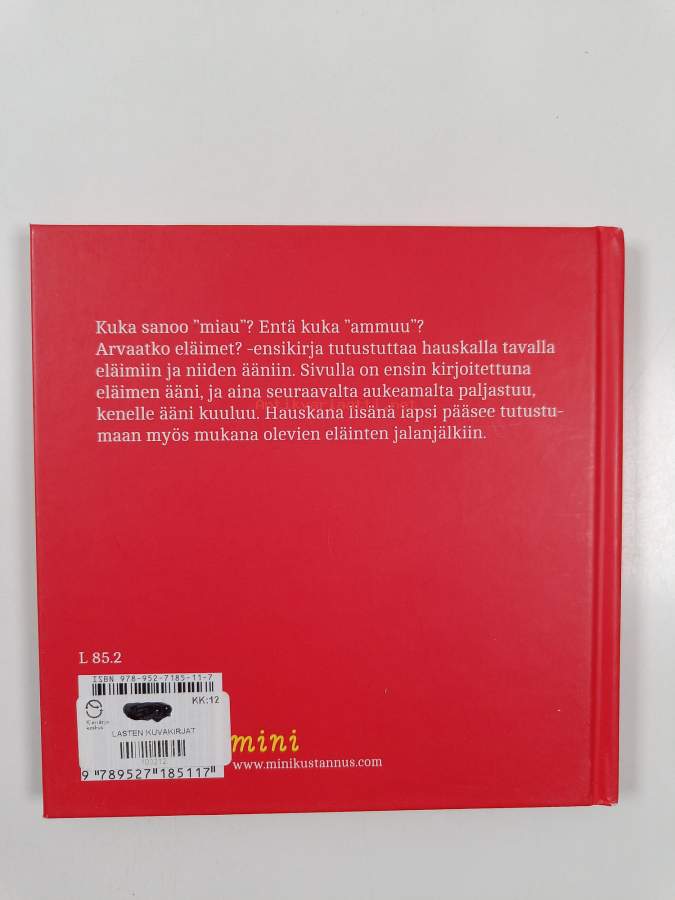 Kuka sanoo ”miau”? Entä kuka ”ammuu”?
Arvaatko eläimet? -ensikirja tutustuttaa hauskalla tavalla
eläimiin ja niiden ääniin. Sivulla on ensin kirjoitettuna
eläimen ääni, ja aina seuraavalta aukeamalta paljastuu,
kenelle ääni kuuluu. Hauskana lisänä lapsi pääsee tutustu-
maan myös mukana olevien eläinten jalanjälkiin.
L 85.2
ISBN 978-952-7185-11-7
KK:12
LASTEN KUVAKIRJAT
9 "789527"185117"
mini
www.minikustannus.com